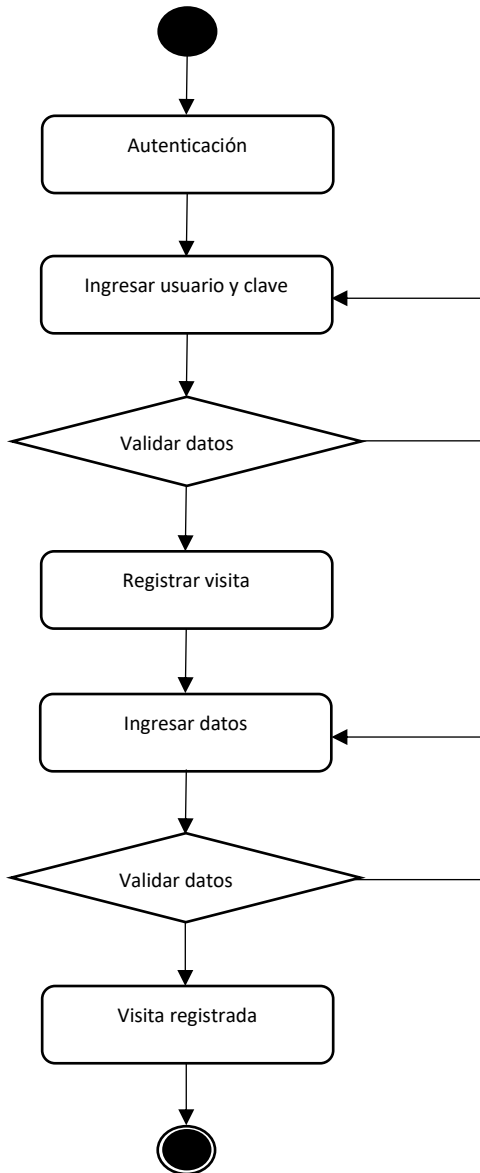 Autenticación
Ingresar usuario y clave
Validar datos
Registrar visita
Ingresar datos
Validar datos
Visita registrada